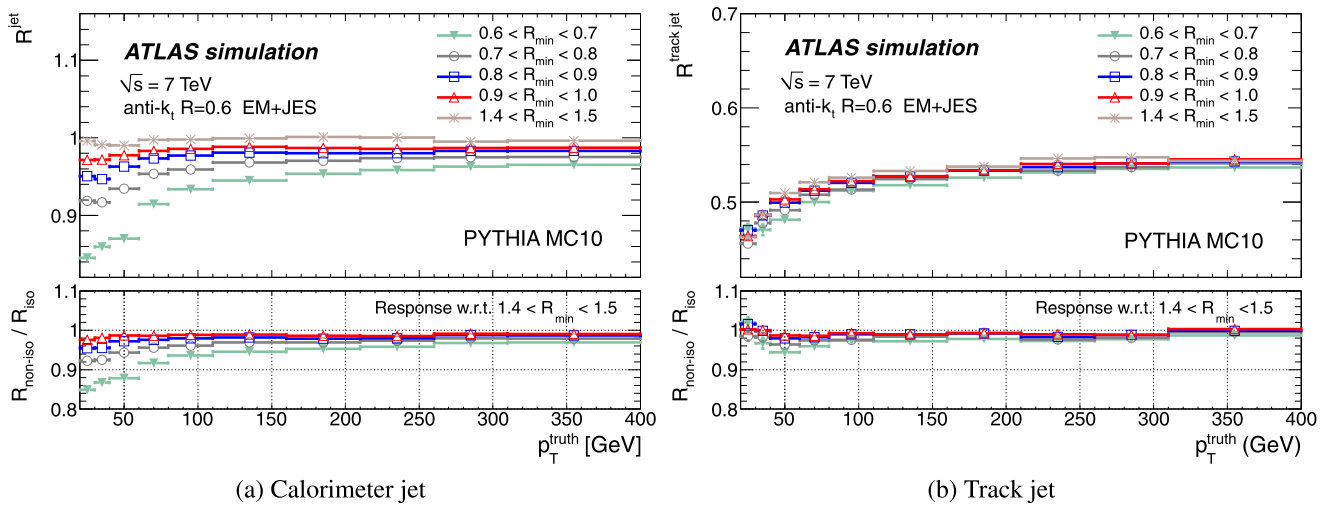 R^jet
1.1
1
0.9
ATLAS simulation
√s = 7 TeV
anti-k_t R=0.6 EM+JES
0.6 < R_min < 0.7
0.7 < R_min < 0.8
0.8 < R_min < 0.9
0.9 < R_min < 1.0
1.4 < R_min < 1.5
PYTHIA MC10
R_non-iso / R_iso
1.1
1
0.9
0.8
Response w.r.t. 1.4 < R_min < 1.5
50 100 150 200 250 300 350 400
p_T^truth [GeV]
(a) Calorimeter jet
R^track jet
0.7
0.6
0.5
ATLAS simulation
√s = 7 TeV
anti-k_t R=0.6 EM+JES
0.6 < R_min < 0.7
0.7 < R_min < 0.8
0.8 < R_min < 0.9
0.9 < R_min < 1.0
1.4 < R_min < 1.5
PYTHIA MC10
R_non-iso / R_iso
1.1
1
0.9
0.8
Response w.r.t. 1.4 < R_min <1.5
50 100 150 200 250 300 350 400
p_T^truth (GeV)
(b) Track jet